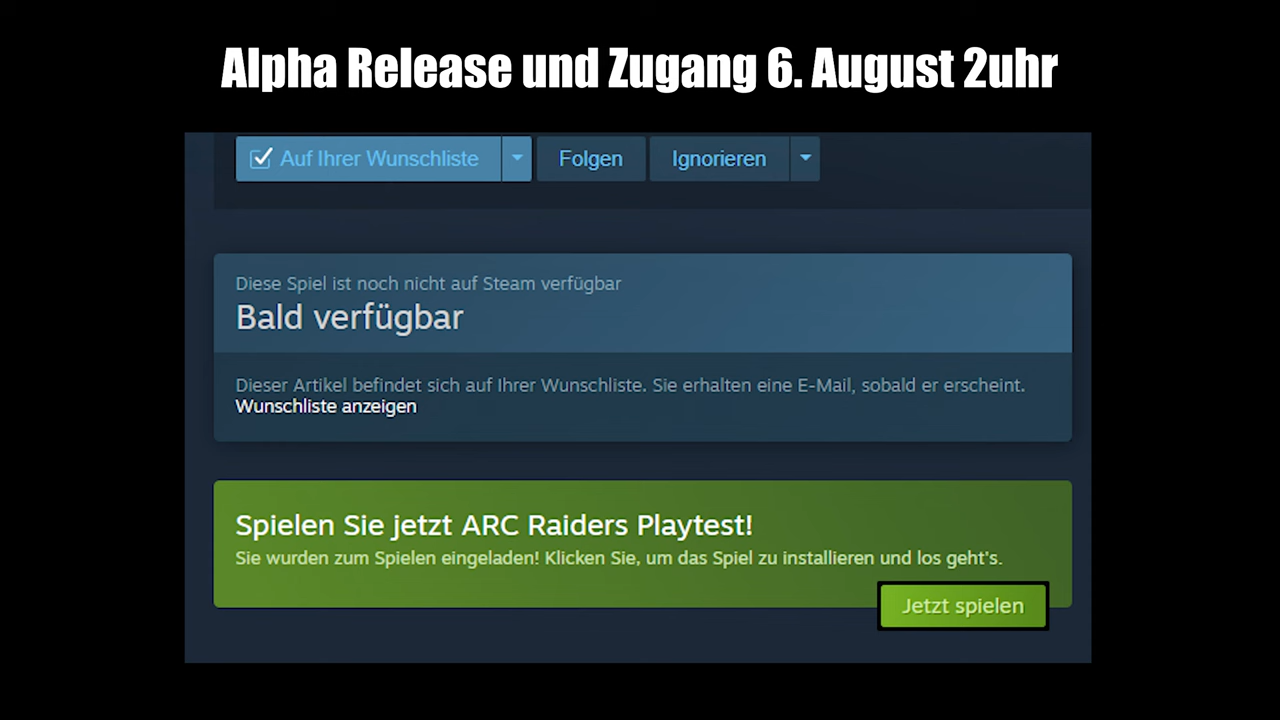 Alpha Release und Zugang 6. August 2uhr
Auf Ihrer Wunschliste
Folgen
Ignorieren
Diese Spiel ist noch nicht auf Steam verfügbar
Bald verfügbar
Dieser Artikel befindet sich auf Ihrer Wunschliste. Sie erhalten eine E-Mail, sobald er erscheint.
Wunschliste anzeigen
Spielen Sie jetzt ARC Raiders Playtest!
Sie wurden zum Spielen eingeladen! Klicken Sie, um das Spiel zu installieren und los geht's.
Jetzt spielen